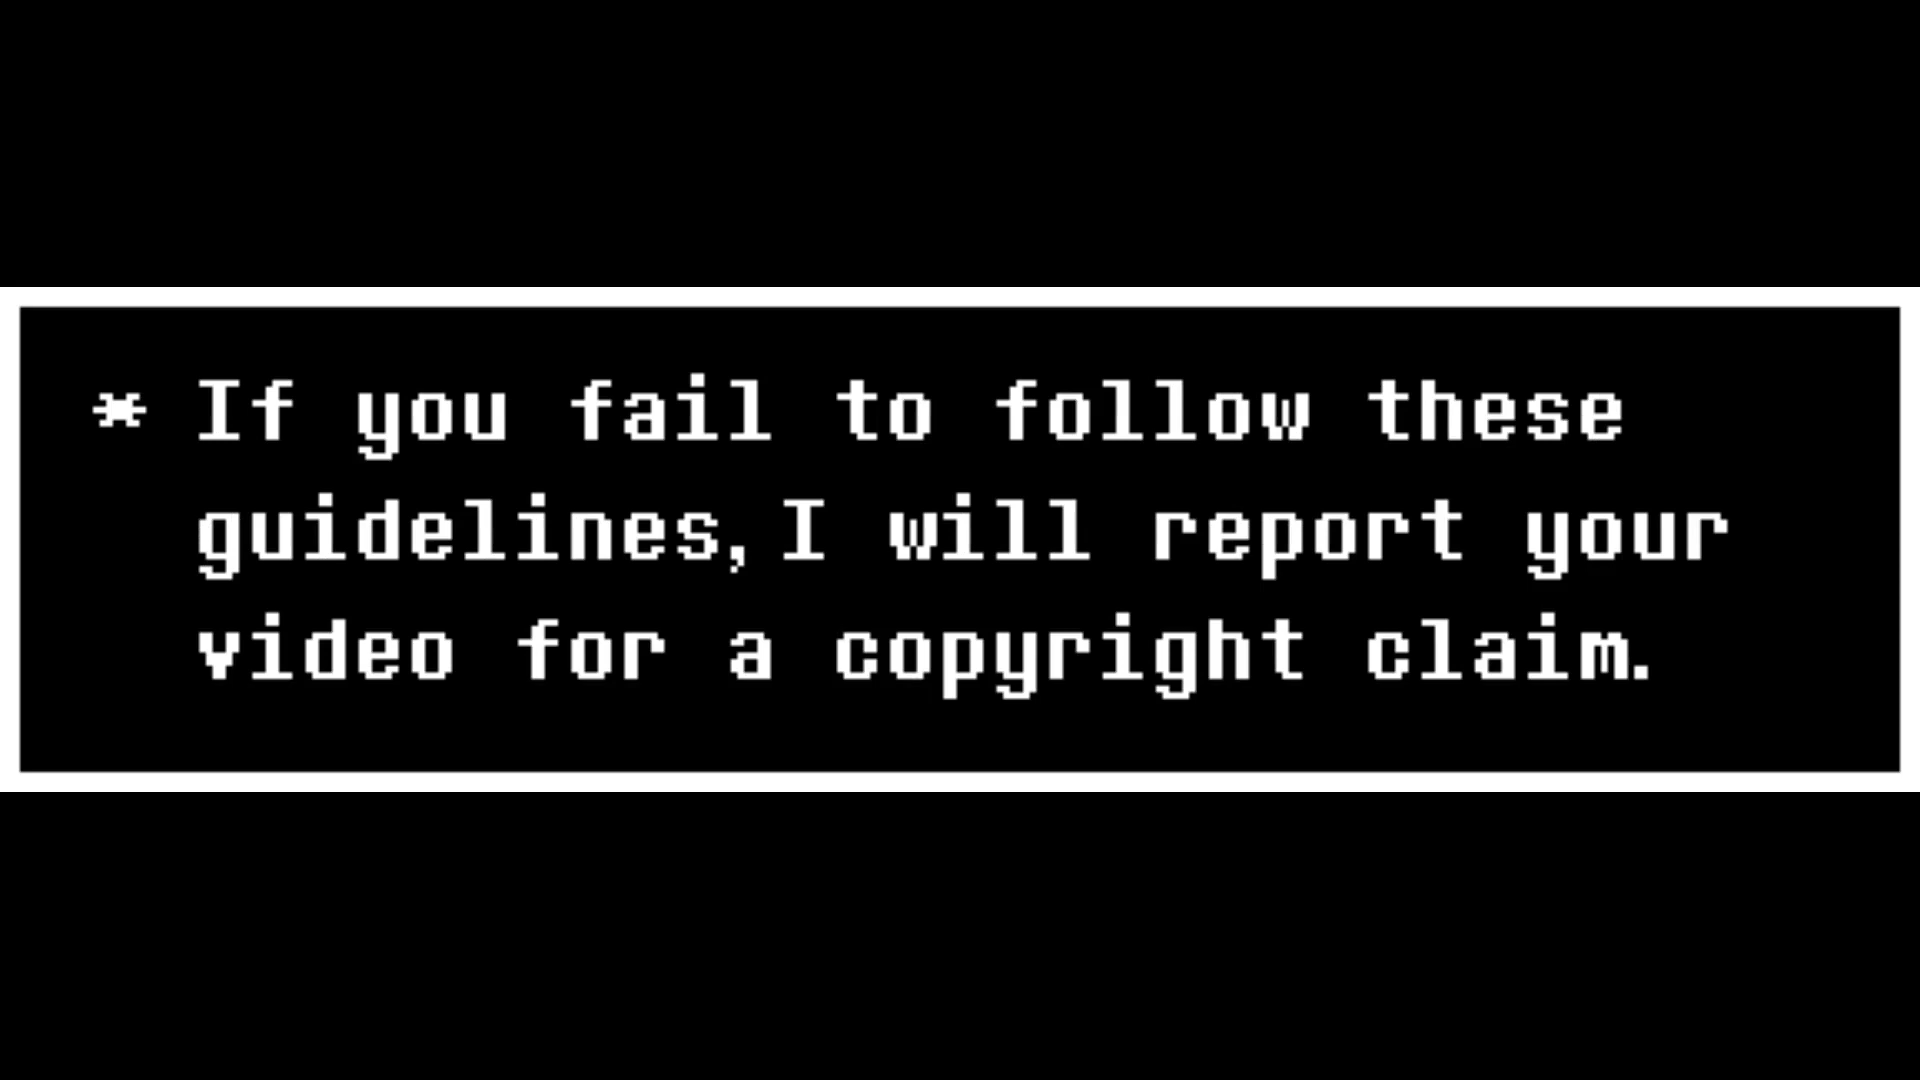 * If you fail to follow these
guidelines, I will report your
video for a copyright claim.